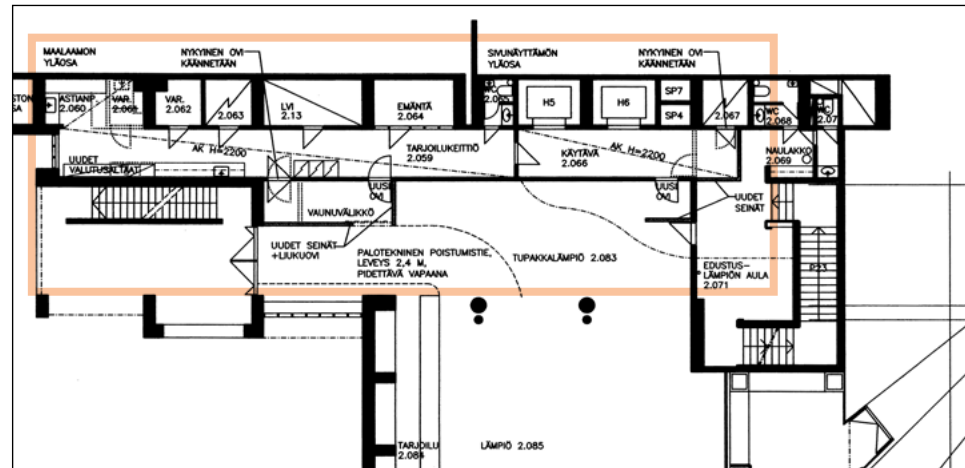 MAALAAMON
YLÄOSA
NYKYINEN OVI
KÄÄNNETÄÄN
SIVUNÄYTTÄMÖN
YLÄOSA
NYKYINEN OVI
KÄÄNNETÄÄN
ASTIANP.
2.060
VAR.
VAR.
2.062
2.063
LVI
2.13
EMÄNTÄ
2.064
WC
2.065
H5
H6
SP7
SP4
2.067
WC
2.068
WC
2.07
NAULAKKO
2.069
AK H=2200
TARJOILUKEITTIÖ
2.059
KÄYTÄVÄ
2.066
AK H=2200
UUDET
VALUTUSALTAAT
UUSI
OVI
UUSI
OVI
UUDET
SEINÄT
VAUNUVÄLIKKÖ
UUDET SEINÄT
+LIUKUOVI
PALOTEKNINEN POISTUMISTIE,
LEVEYS 2,4 M,
PIDETTÄVÄ VAPAANA
TUPAKKALÄMPIÖ 2.083
EDUSTUS-
LÄMPIÖN AULA
2.071
P23
TARJOILU
2.084
LÄMPIÖ 2.085